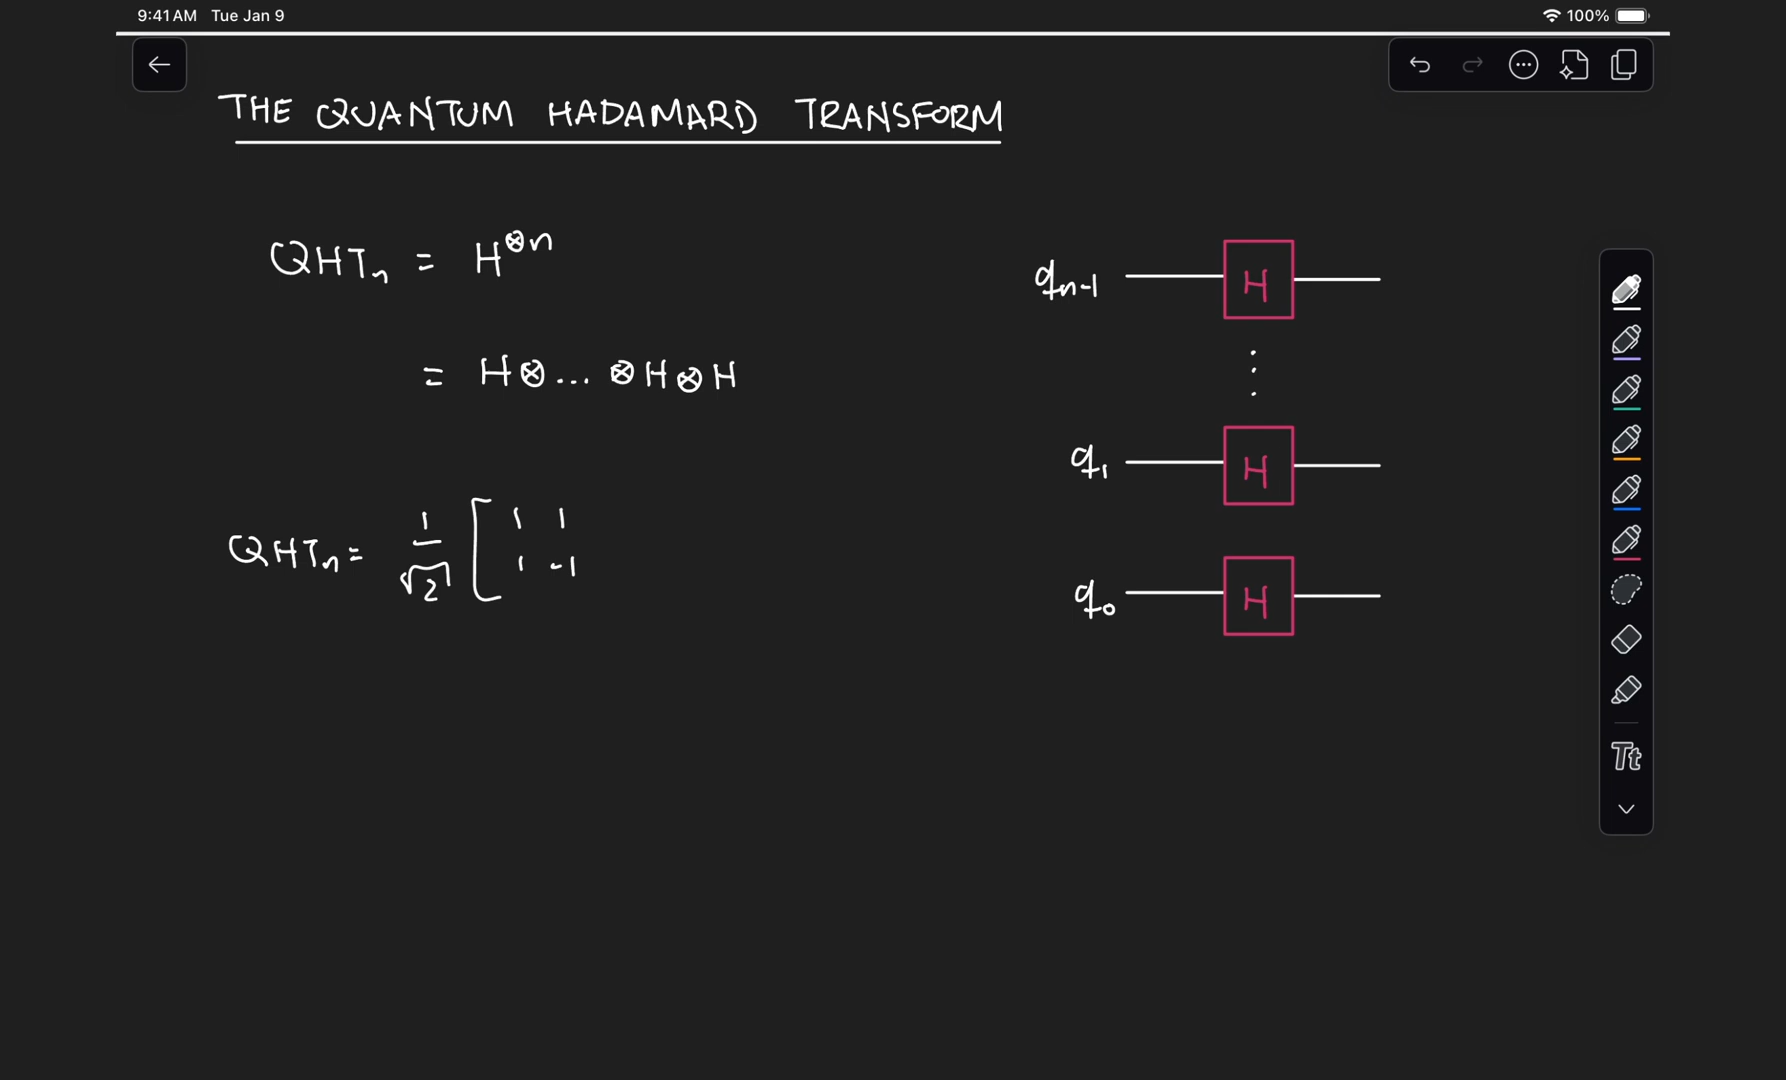 9:41 AM Tue Jan 9
100%
THE QUANTUM HADAMARD TRANSFORM
QHTₙ = H^⊗n
= H⊗...⊗H⊗H
QHTₙ = 1/√2 [ 1 1
1 -1
qₙ₋₁ H
⋮
q₁ H
q₀ H
Tt